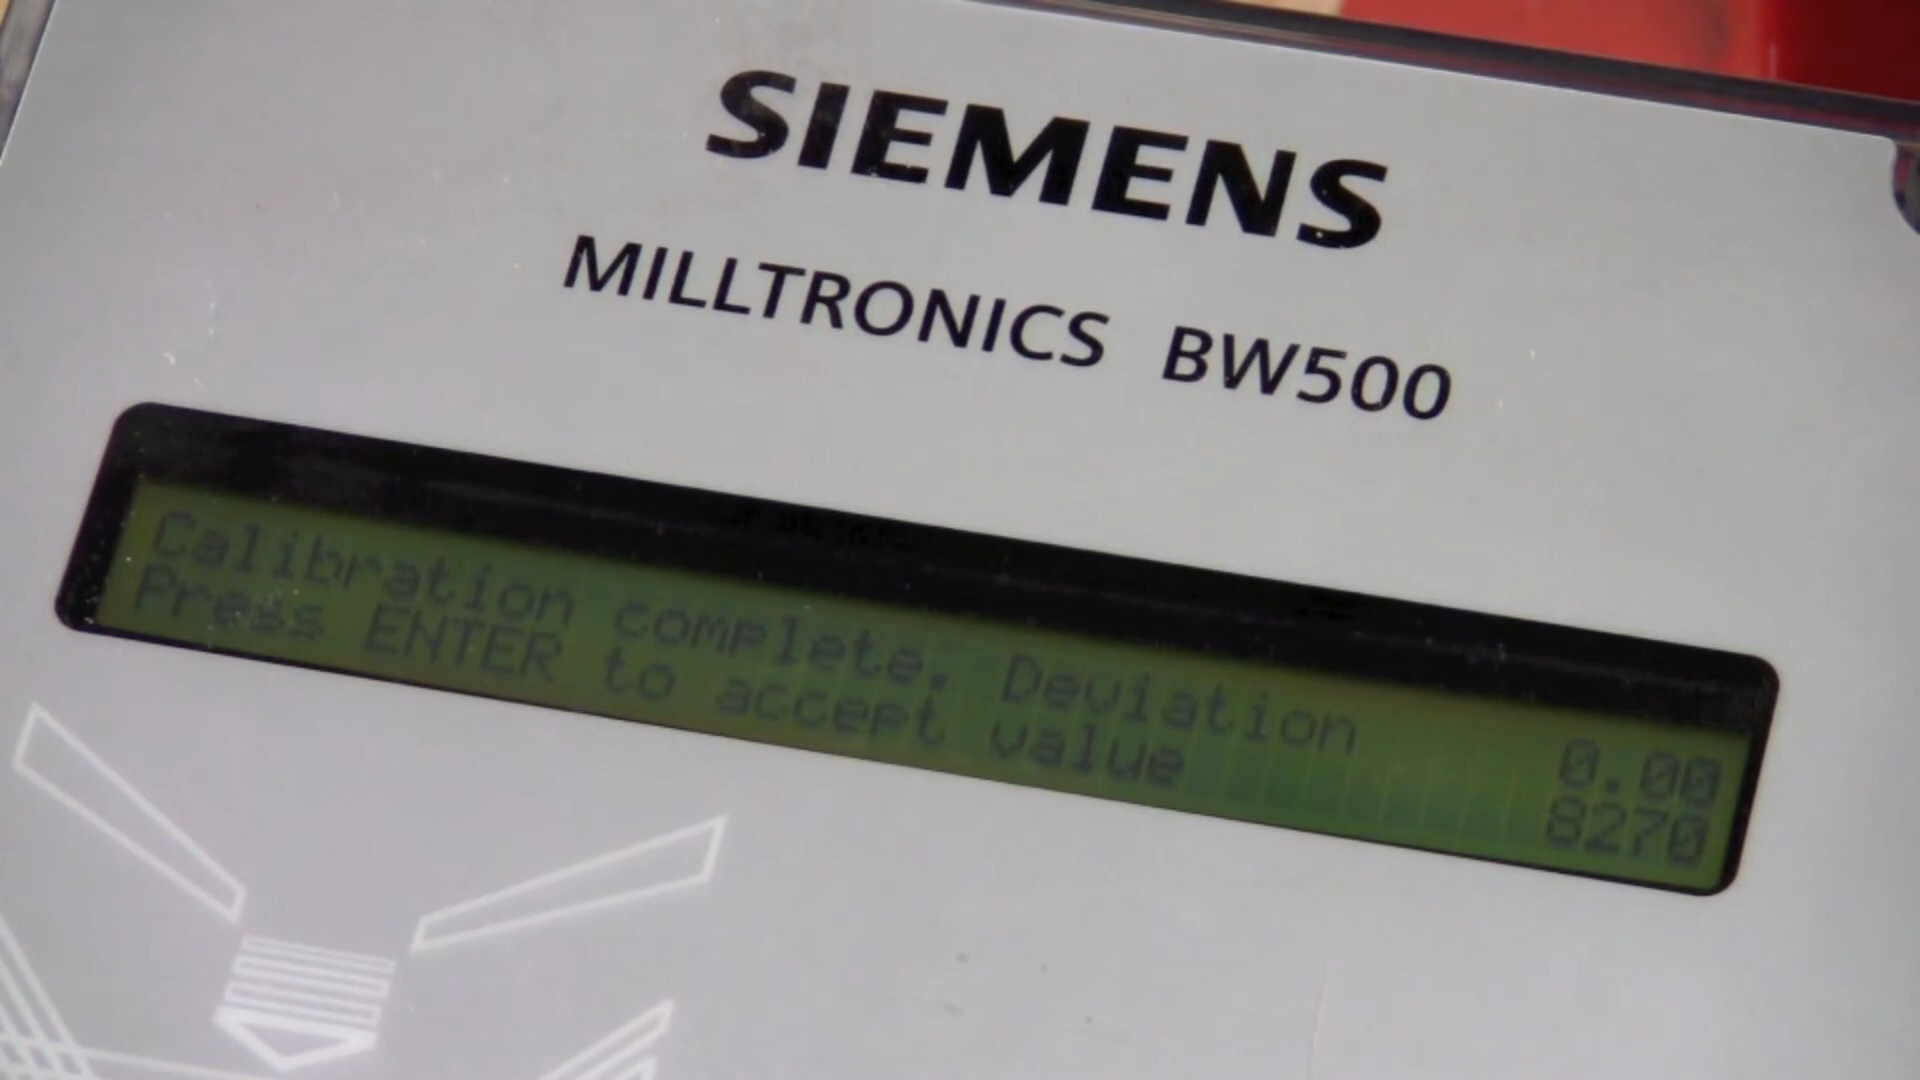 SIEMENS
MILLTRONICS BW500
Calibration complete. Deviation 0.00
Press ENTER to accept value 8270